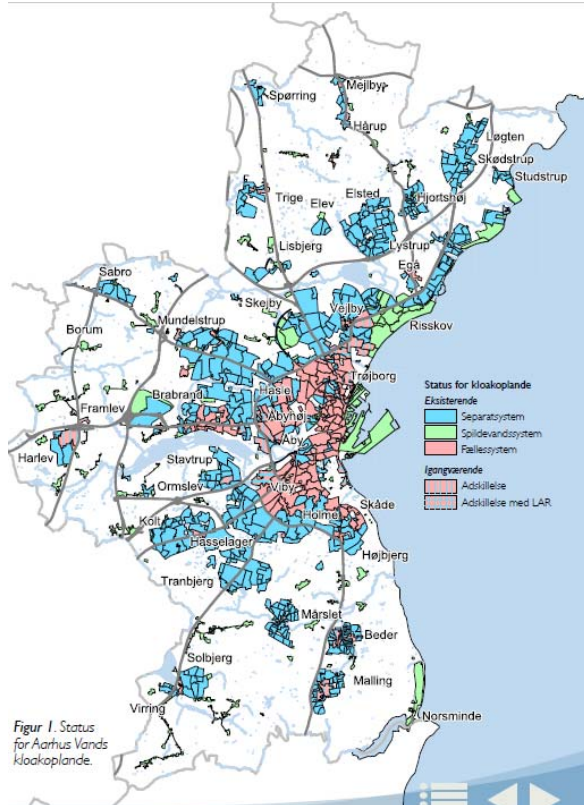 Mejlby
Spørring
Hårup
Løgten
Skødstrup
Studstrup
Trige
Elsted
Hjortshøj
Elev
Lisbjerg
Lystrup
Egå
Sabro
Skejby
Vejlby
Mundelstrup
Borum
Risskov
Trøjborg
Hasle
Brabrand
Framlev
Åbyhøj
Åby
Harlev
Stavtrup
Ormslev
Viby
Skåde
Kolt
Holme
Hasselager
Højbjerg
Tranbjerg
Mårslet
Beder
Solbjerg
Malling
Virring
Norsminde
Status for kloakoplande
Eksisterende
Separatsystem
Spildevandssystem
Fællessystem
Igangværende
Adskillelse
Adskillelse med LAR
Figur 1. Status
for Aarhus Vands
kloakoplande.